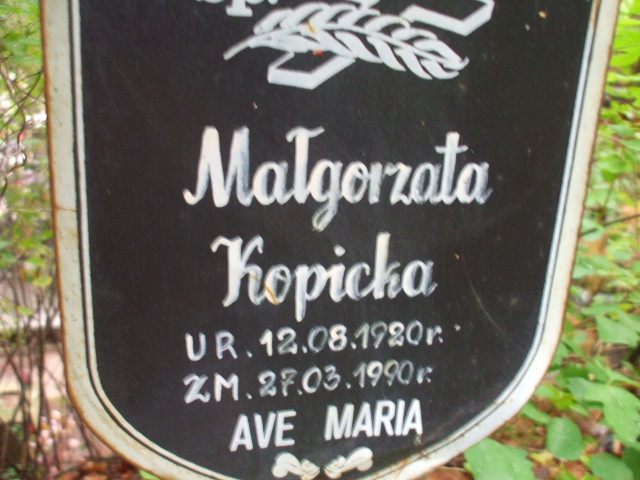 Małgorzata
Kopicka
UR. 12.08.1920r.
ZM. 27.03.1990r.
AVE MARIA